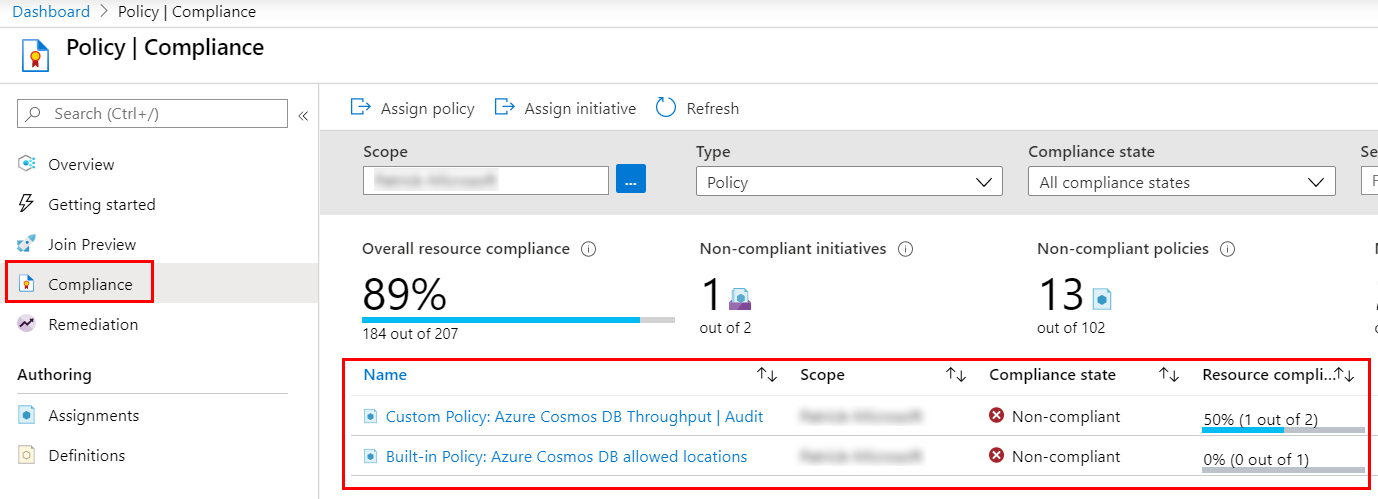 Dashboard > Policy | Compliance
Policy | Compliance
Search (Ctrl+/)
«
Overview
Getting started
Join Preview
Compliance
Remediation
Authoring
Assignments
Definitions
Assign policy Assign initiative Refresh
Scope Type Compliance state Se
... Policy All compliance states
Overall resource compliance Non-compliant initiatives Non-compliant policies
89% 1 13
184 out of 207 out of 2 out of 102
Name Scope Compliance state Resource compli...
Custom Policy: Azure Cosmos DB Throughput | Audit Non-compliant 50% (1 out of 2)
Built-in Policy: Azure Cosmos DB allowed locations Non-compliant 0% (0 out of 1)